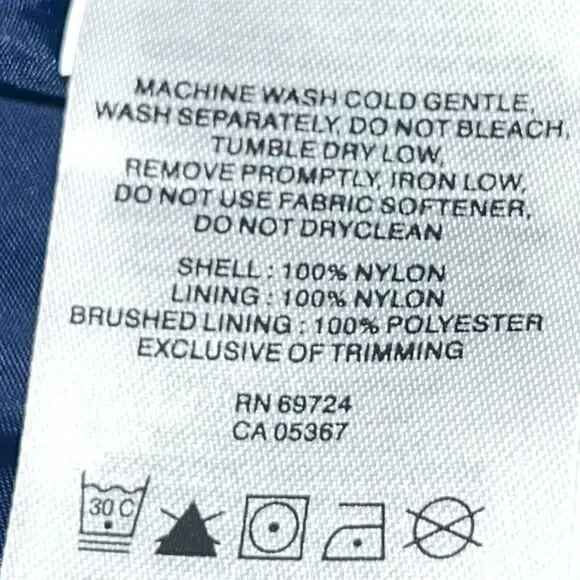 MACHINE WASH COLD GENTLE,
WASH SEPARATELY, DO NOT BLEACH,
TUMBLE DRY LOW,
REMOVE PROMPTLY, IRON LOW,
DO NOT USE FABRIC SOFTENER,
DO NOT DRYCLEAN
SHELL : 100% NYLON
LINING : 100% NYLON
BRUSHED LINING : 100% POLYESTER
EXCLUSIVE OF TRIMMING
RN 69724
CA 05367
30 C